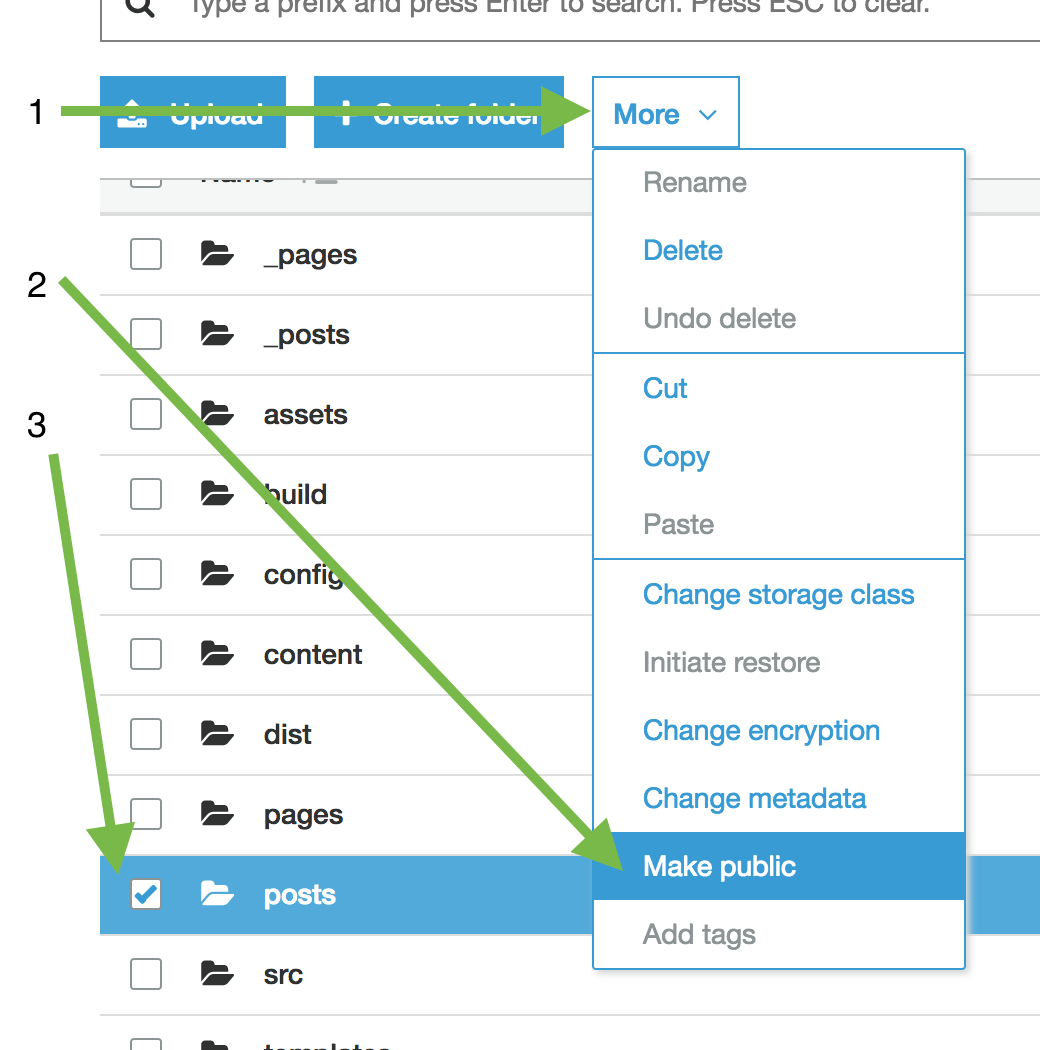 Type a prefix and press Enter to search. Press ESC to clear.
1
Upload
Create folder
More
Name
Rename
_pages
Delete
2
Undo delete
_posts
Cut
assets
3
Copy
build
Paste
config
Change storage class
content
Initiate restore
dist
Change encryption
pages
Change metadata
posts
Make public
Add tags
src
templates